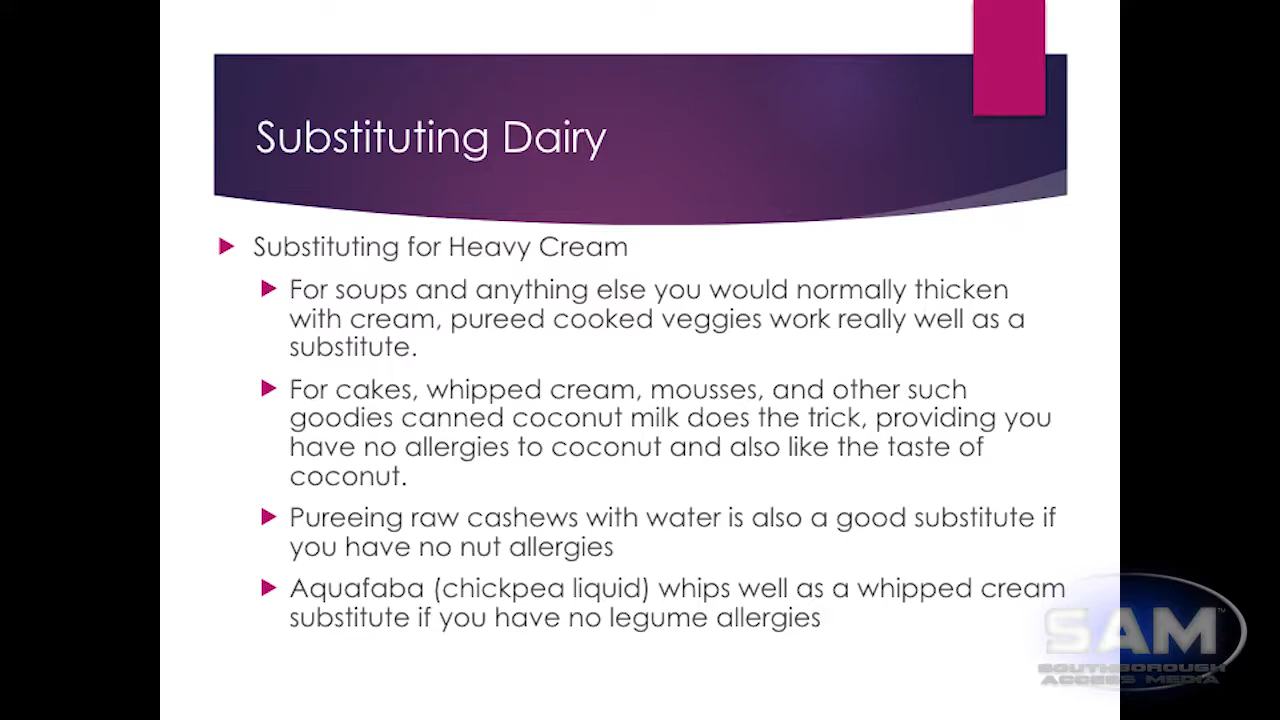 Substituting Dairy
Substituting for Heavy Cream
For soups and anything else you would normally thicken
with cream, pureed cooked veggies work really well as a
substitute.
For cakes, whipped cream, mousses, and other such
goodies canned coconut milk does the trick, providing you
have no allergies to coconut and also like the taste of
coconut.
Pureeing raw cashews with water is also a good substitute if
you have no nut allergies
Aquafaba (chickpea liquid) whips well as a whipped cream
substitute if you have no legume allergies
SAM™
SOUTHBOROUGH
ACCESS MEDIA